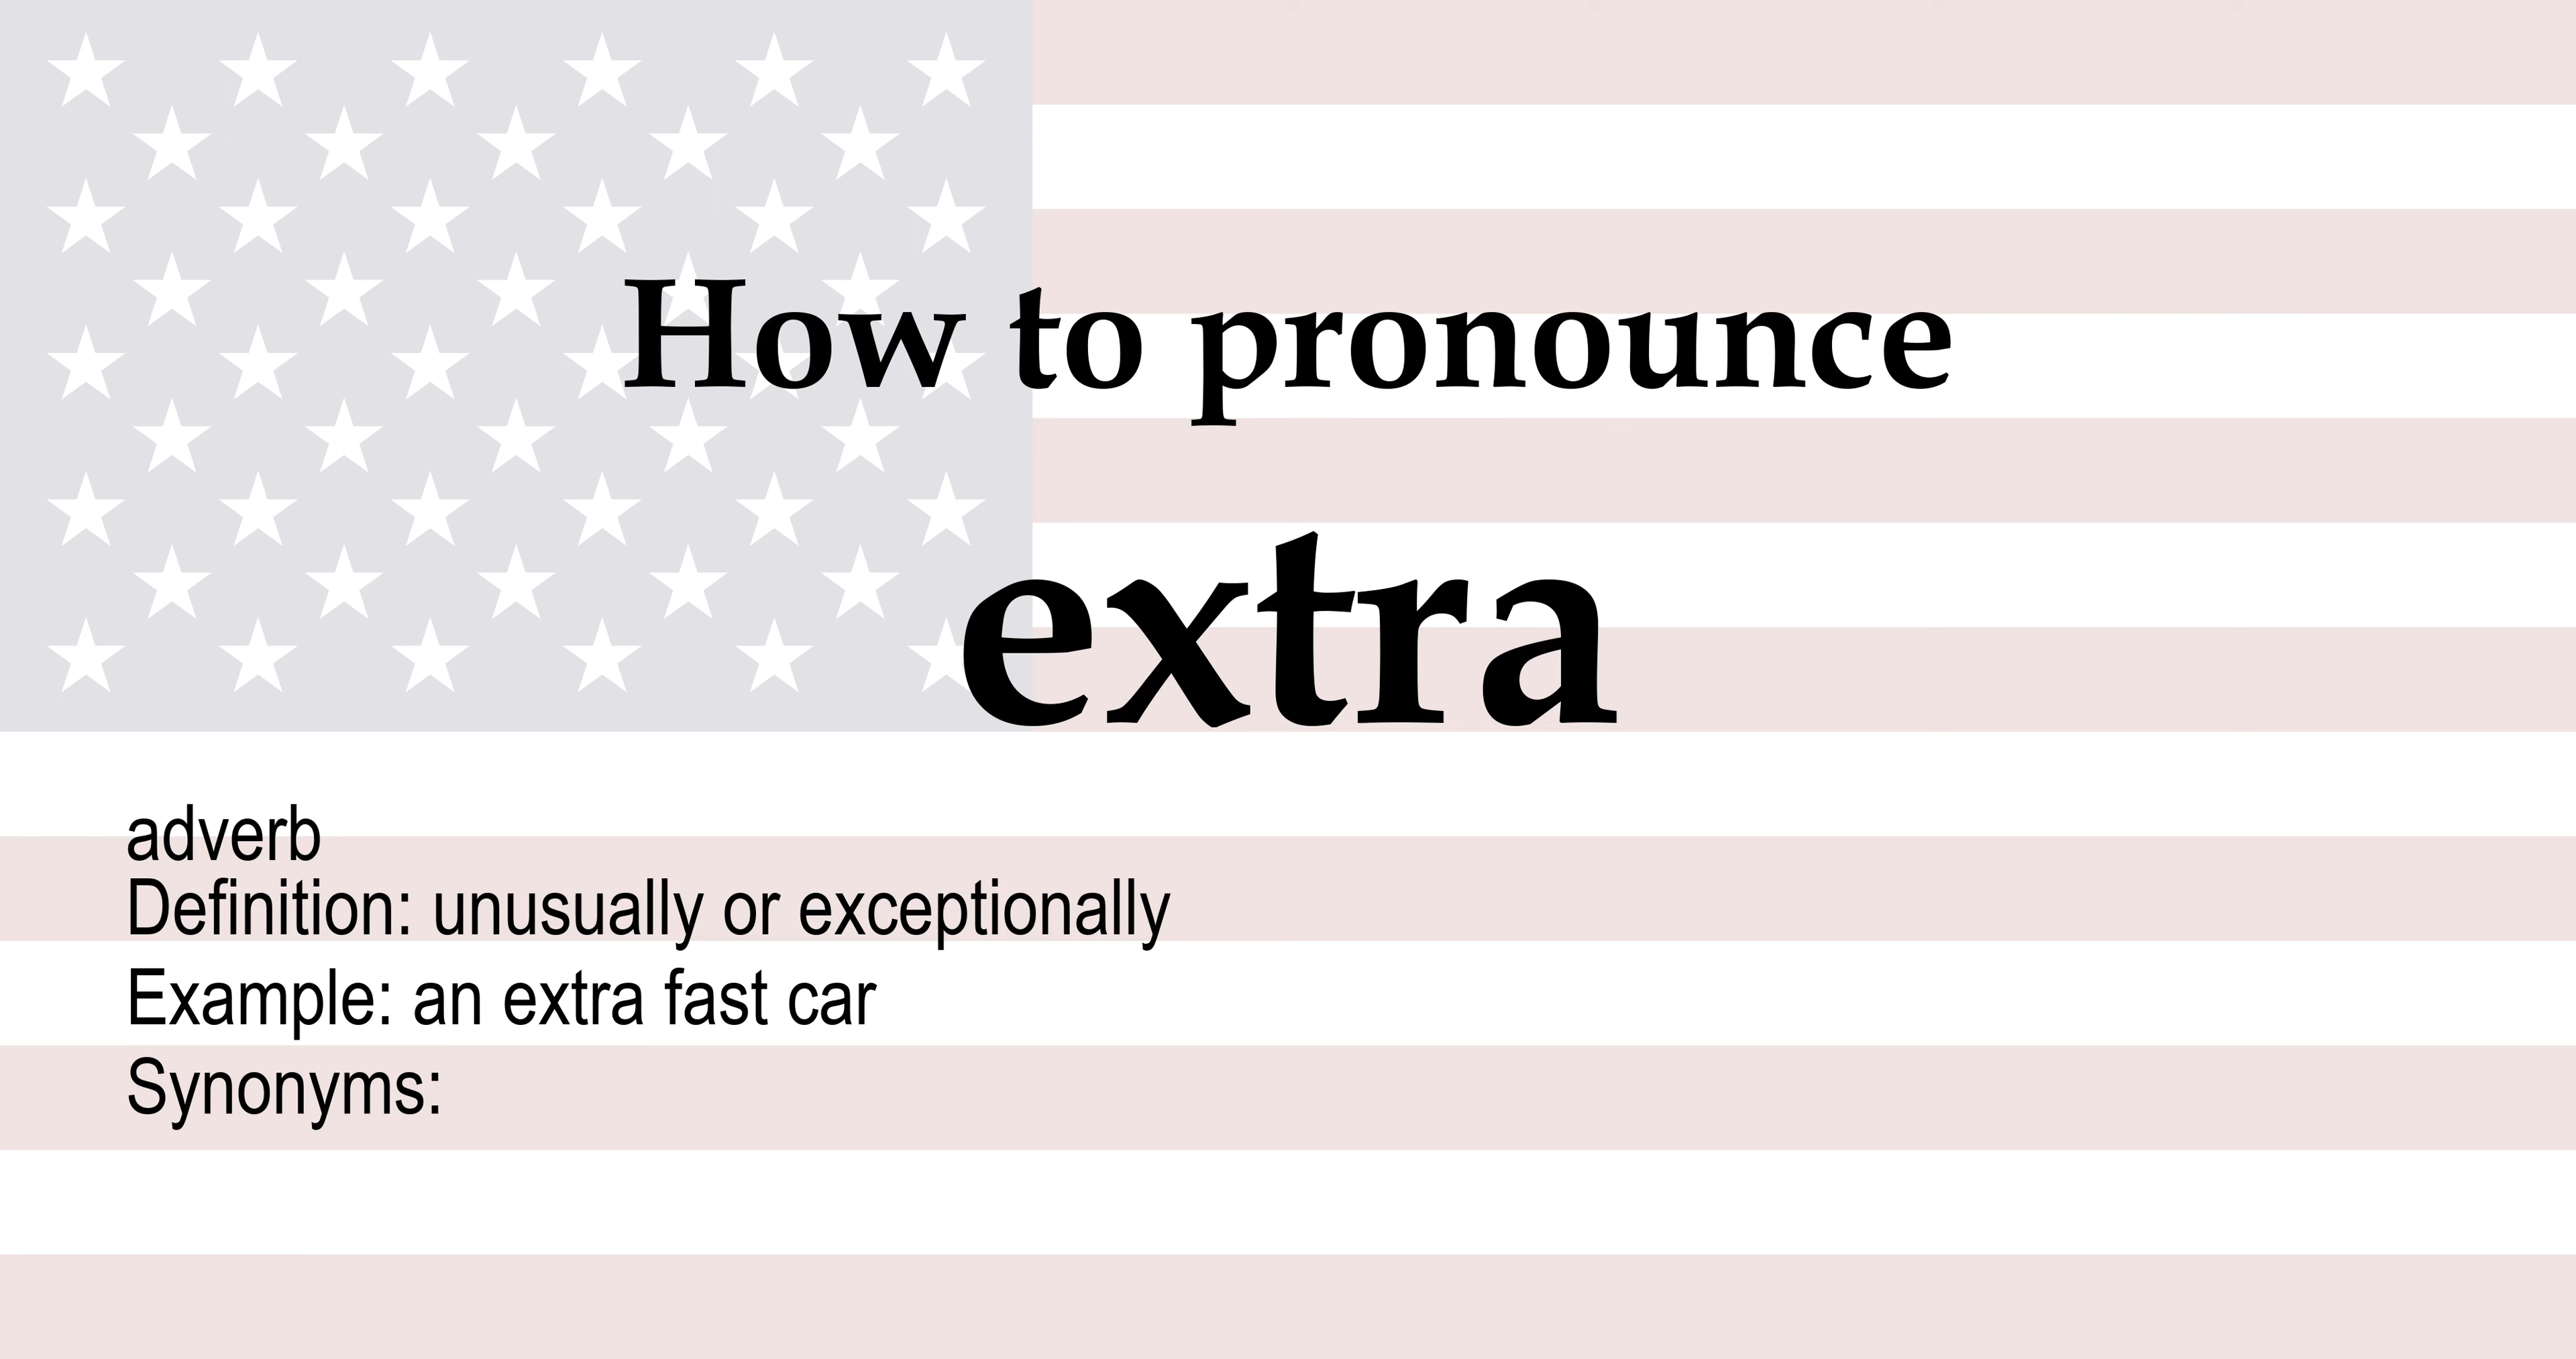 How to pronounce
extra
adverb
Definition: unusually or exceptionally
Example: an extra fast car
Synonyms: